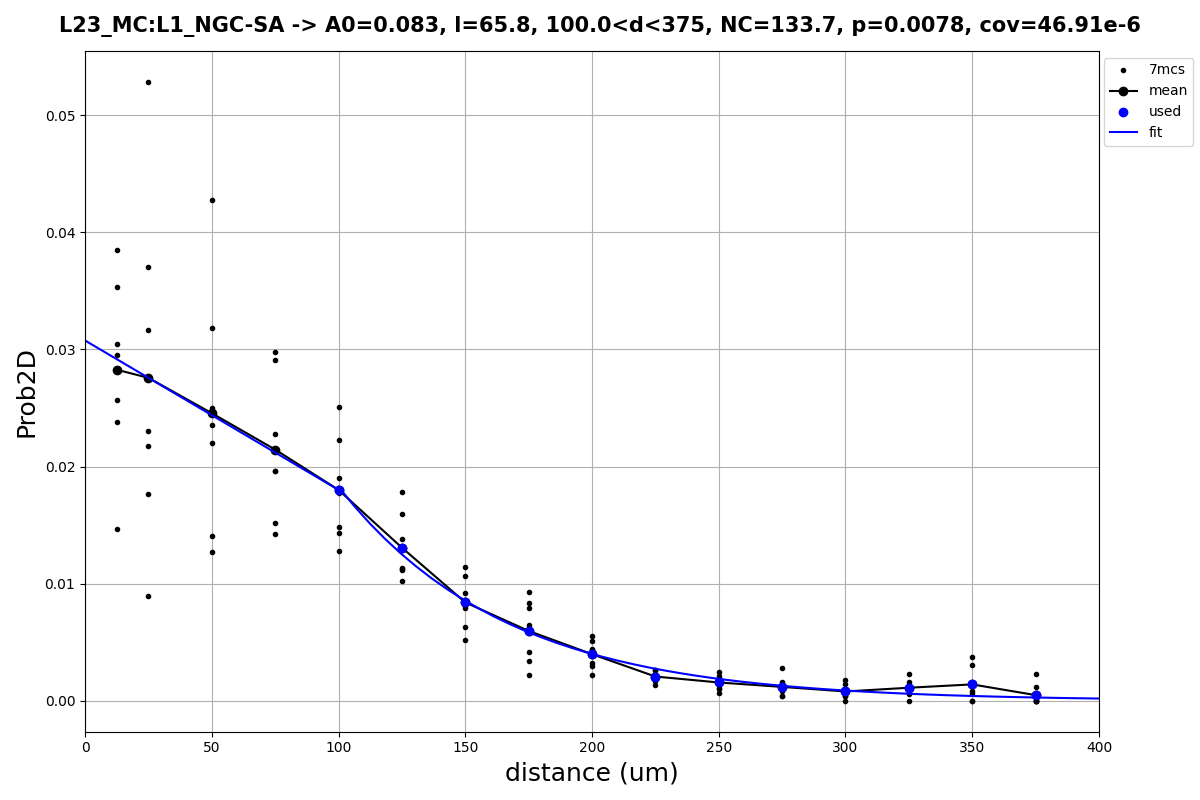 L23_MC:L1_NGC-SA -> A0=0.083, l=65.8, 100.0<d<375, NC=133.7, p=0.0078, cov=46.91e-6
7mcs
mean
used
fit
Prob2D
0.05
0.04
0.03
0.02
0.01
0.00
0 50 100 150 200 250 300 350 400
distance (um)